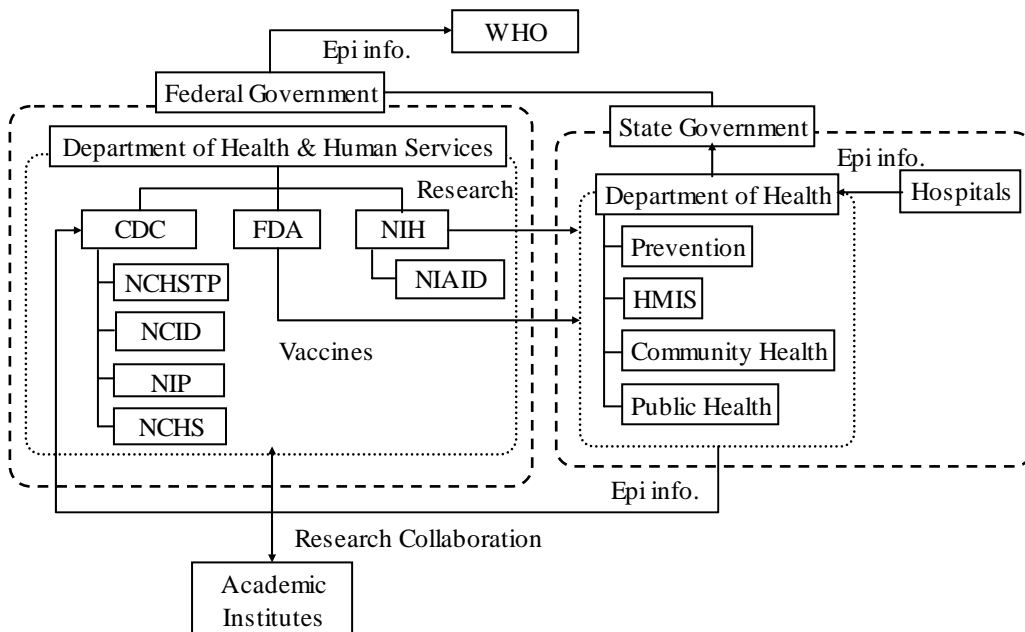 WHO
Epi info.
Federal Government
State Government
Department of Health & Human Services
Epi info.
Research
Department of Health
Hospitals
CDC
FDA
NIH
Prevention
NCHSTP
NIAID
HMIS
NCID
Vaccines
Community Health
NIP
Public Health
NCHS
Epi info.
Research Collaboration
Academic
Institutes